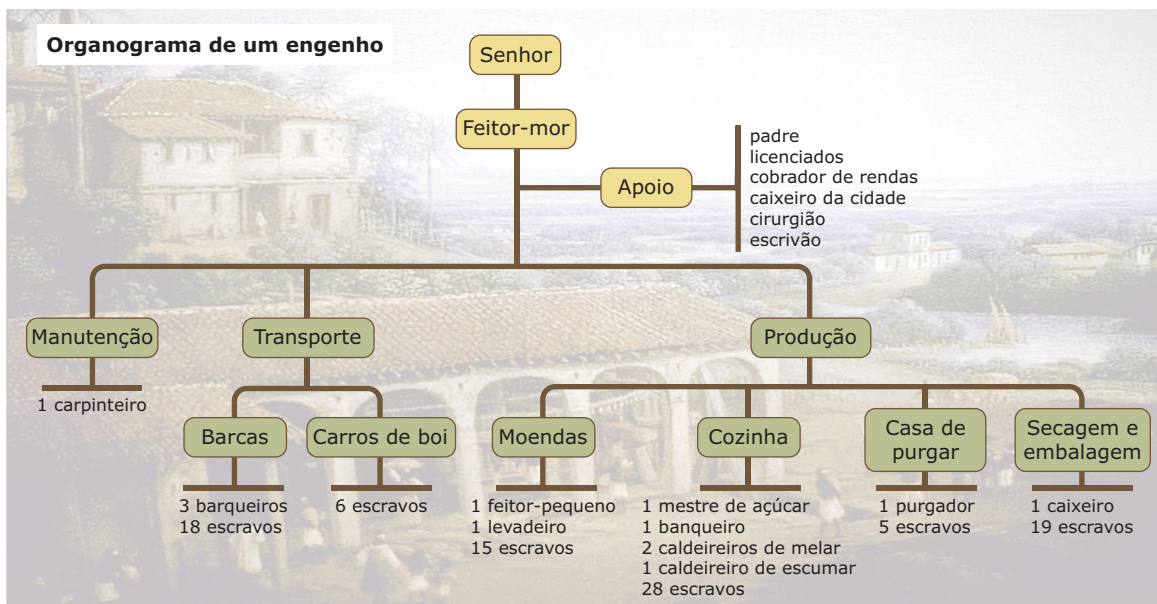 Organograma de um engenho
Senhor
Feitor-mor
Apoio
padre
licenciados
cobrador de rendas
caixeiro da cidade
cirurgião
escrivão
Manutenção
1 carpinteiro
Transporte
Barcas
3 barqueiros
18 escravos
Carros de boi
6 escravos
Produção
Moendas
1 feitor-pequeno
1 levadeiro
15 escravos
Cozinha
1 mestre de açúcar
1 banqueiro
2 caldeireiros de melar
1 caldeireiro de escumar
28 escravos
Casa de
purgar
1 purgador
5 escravos
Secagem e
embalagem
1 caixeiro
19 escravos